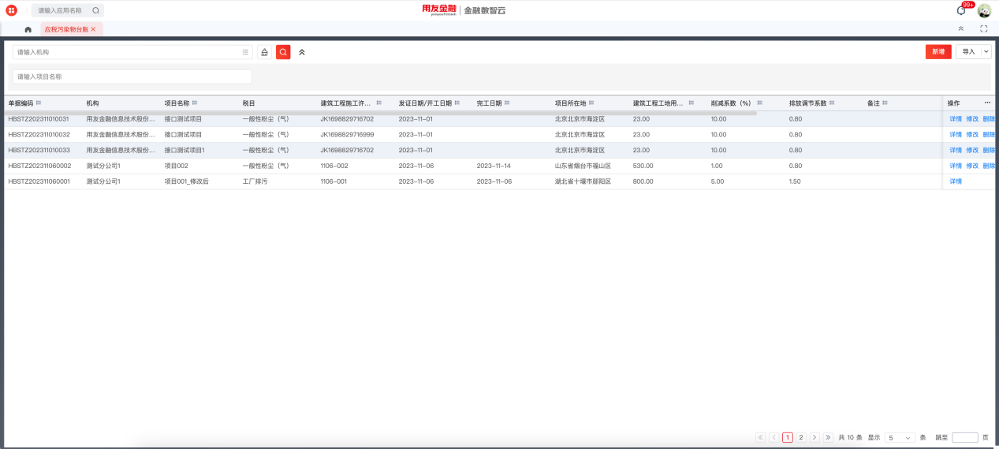 请输入应用名称
用友金融 yonyouFintech 金融数智云
99+
应税污染物台账
请输入机构
新增 导入
请输入项目名称
单据编码 机构 项目名称 税目 建筑工程施工许... 发证日期/开工日期 完工日期 项目所在地 建筑工程工地用... 削减系数（%） 排放调节系数 备注 操作 ...
HBSTZ202311010031 用友金融信息技术股份... 接口测试项目 一般性粉尘（气） JK1698829716702 2023-11-01 北京北京市海淀区 23.00 10.00 0.80 详情 修改 删除
HBSTZ202311010032 用友金融信息技术股份... 接口测试项目 一般性粉尘（气） JK1698829716999 2023-11-01 北京北京市海淀区 23.00 10.00 0.80 详情 修改 删除
HBSTZ202311010033 用友金融信息技术股份... 接口测试项目1 一般性粉尘（气） JK1698829716702 2023-11-01 北京北京市海淀区 23.00 10.00 0.80 详情 修改 删除
HBSTZ202311060002 测试分公司1 项目002 一般性粉尘（气） 1106-002 2023-11-06 2023-11-14 山东省烟台市福山区 530.00 1.00 0.80 详情 修改 删除
HBSTZ202311060001 测试分公司1 项目001_修改后 工厂排污 1106-001 2023-11-06 2023-11-06 湖北省十堰市郧阳区 800.00 5.00 1.50 详情
1 2 共 10 条 显示 5 条 跳至 页